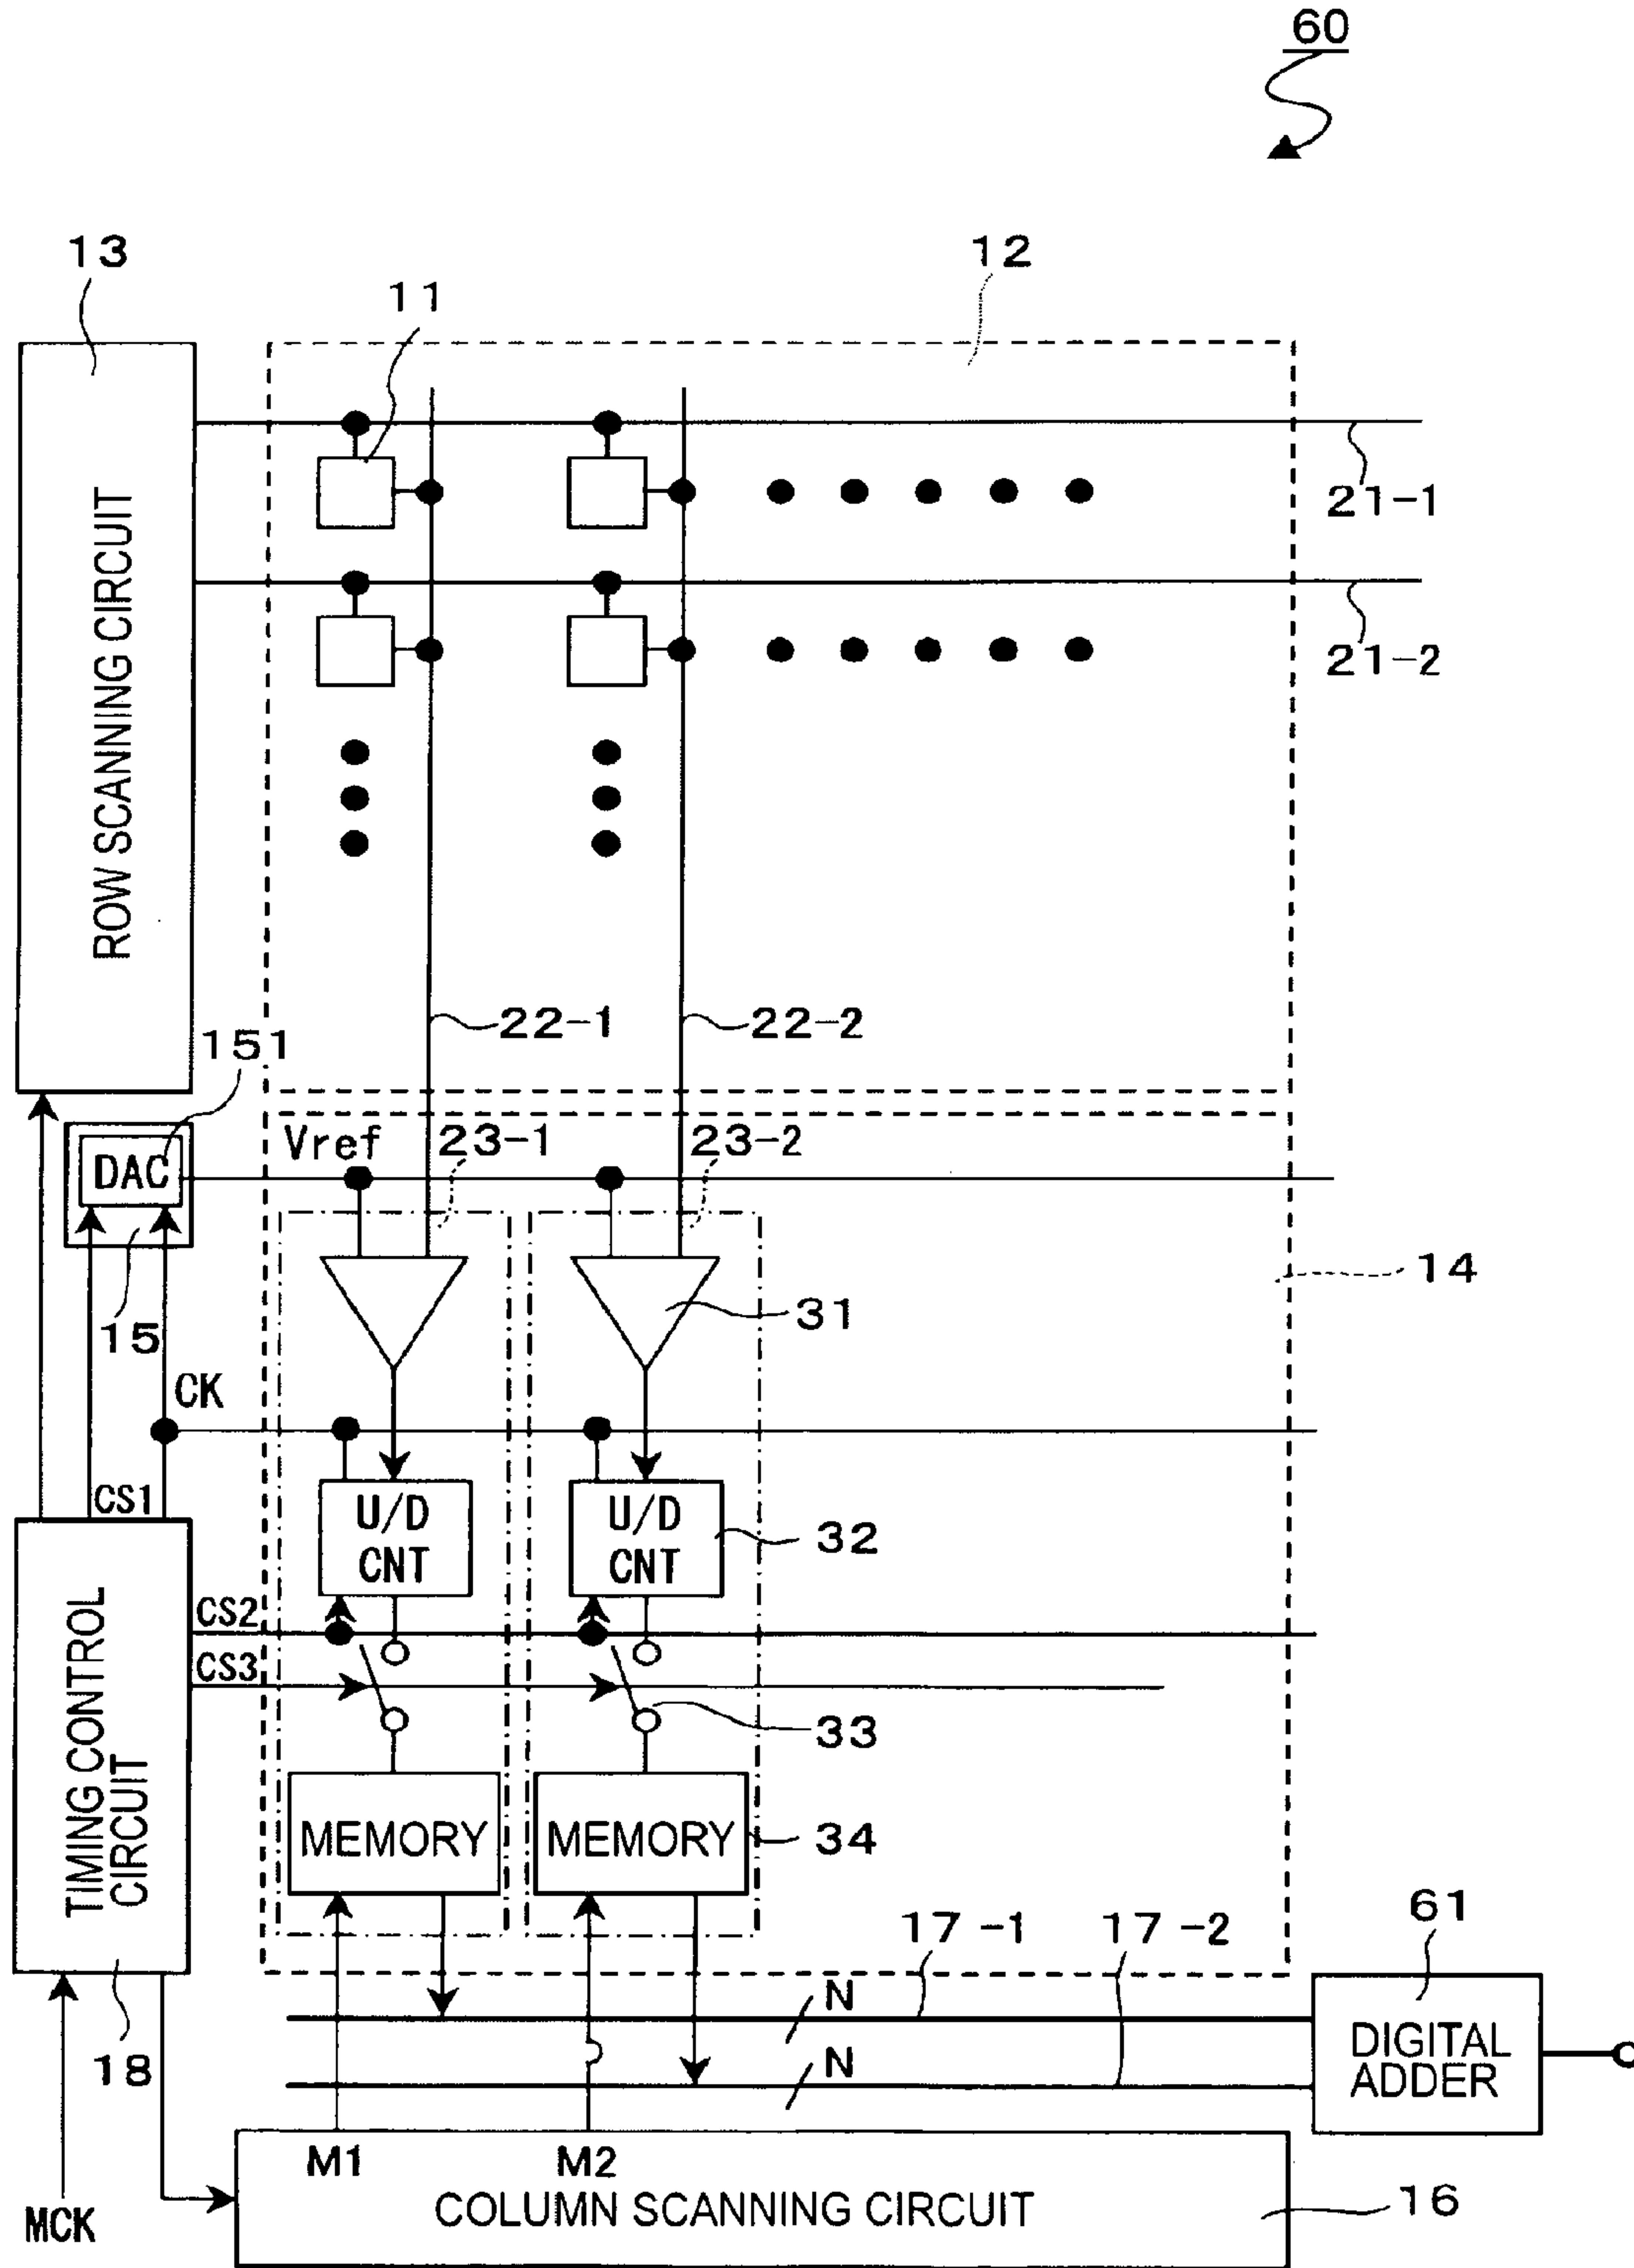 60
13
12
11
21-1
21-2
ROW SCANNING CIRCUIT
22-1
22-2
151
Vref
23-1
23-2
DAC
14
31
15
CK
CS1
U/D
CNT
U/D
CNT
32
CS2
CS3
33
TIMING CONTROL
CIRCUIT
MEMORY
MEMORY
34
17-1
17-2
61
N
DIGITAL
ADDER
18
N
M1
M2
COLUMN SCANNING CIRCUIT
16
MCK